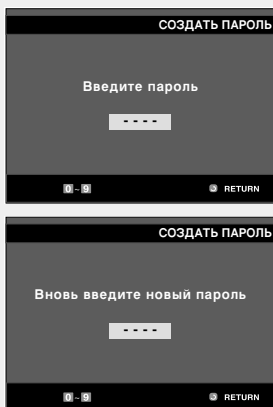 СОЗДАТЬ ПАРОЛЬ
Введите пароль
- - - -
0 ~ 9 RETURN
СОЗДАТЬ ПАРОЛЬ
Вновь введите новый пароль
- - - -
0 ~ 9 RETURN